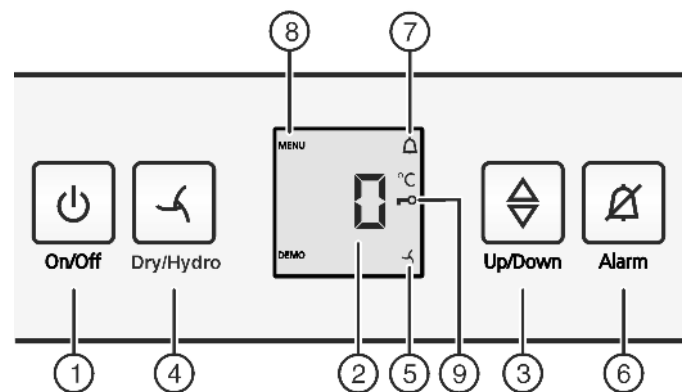 8 7
MENU
°C
0
On/Off Dry/Hydro DEMO Up/Down Alarm
1 4 2 5 9 3 6